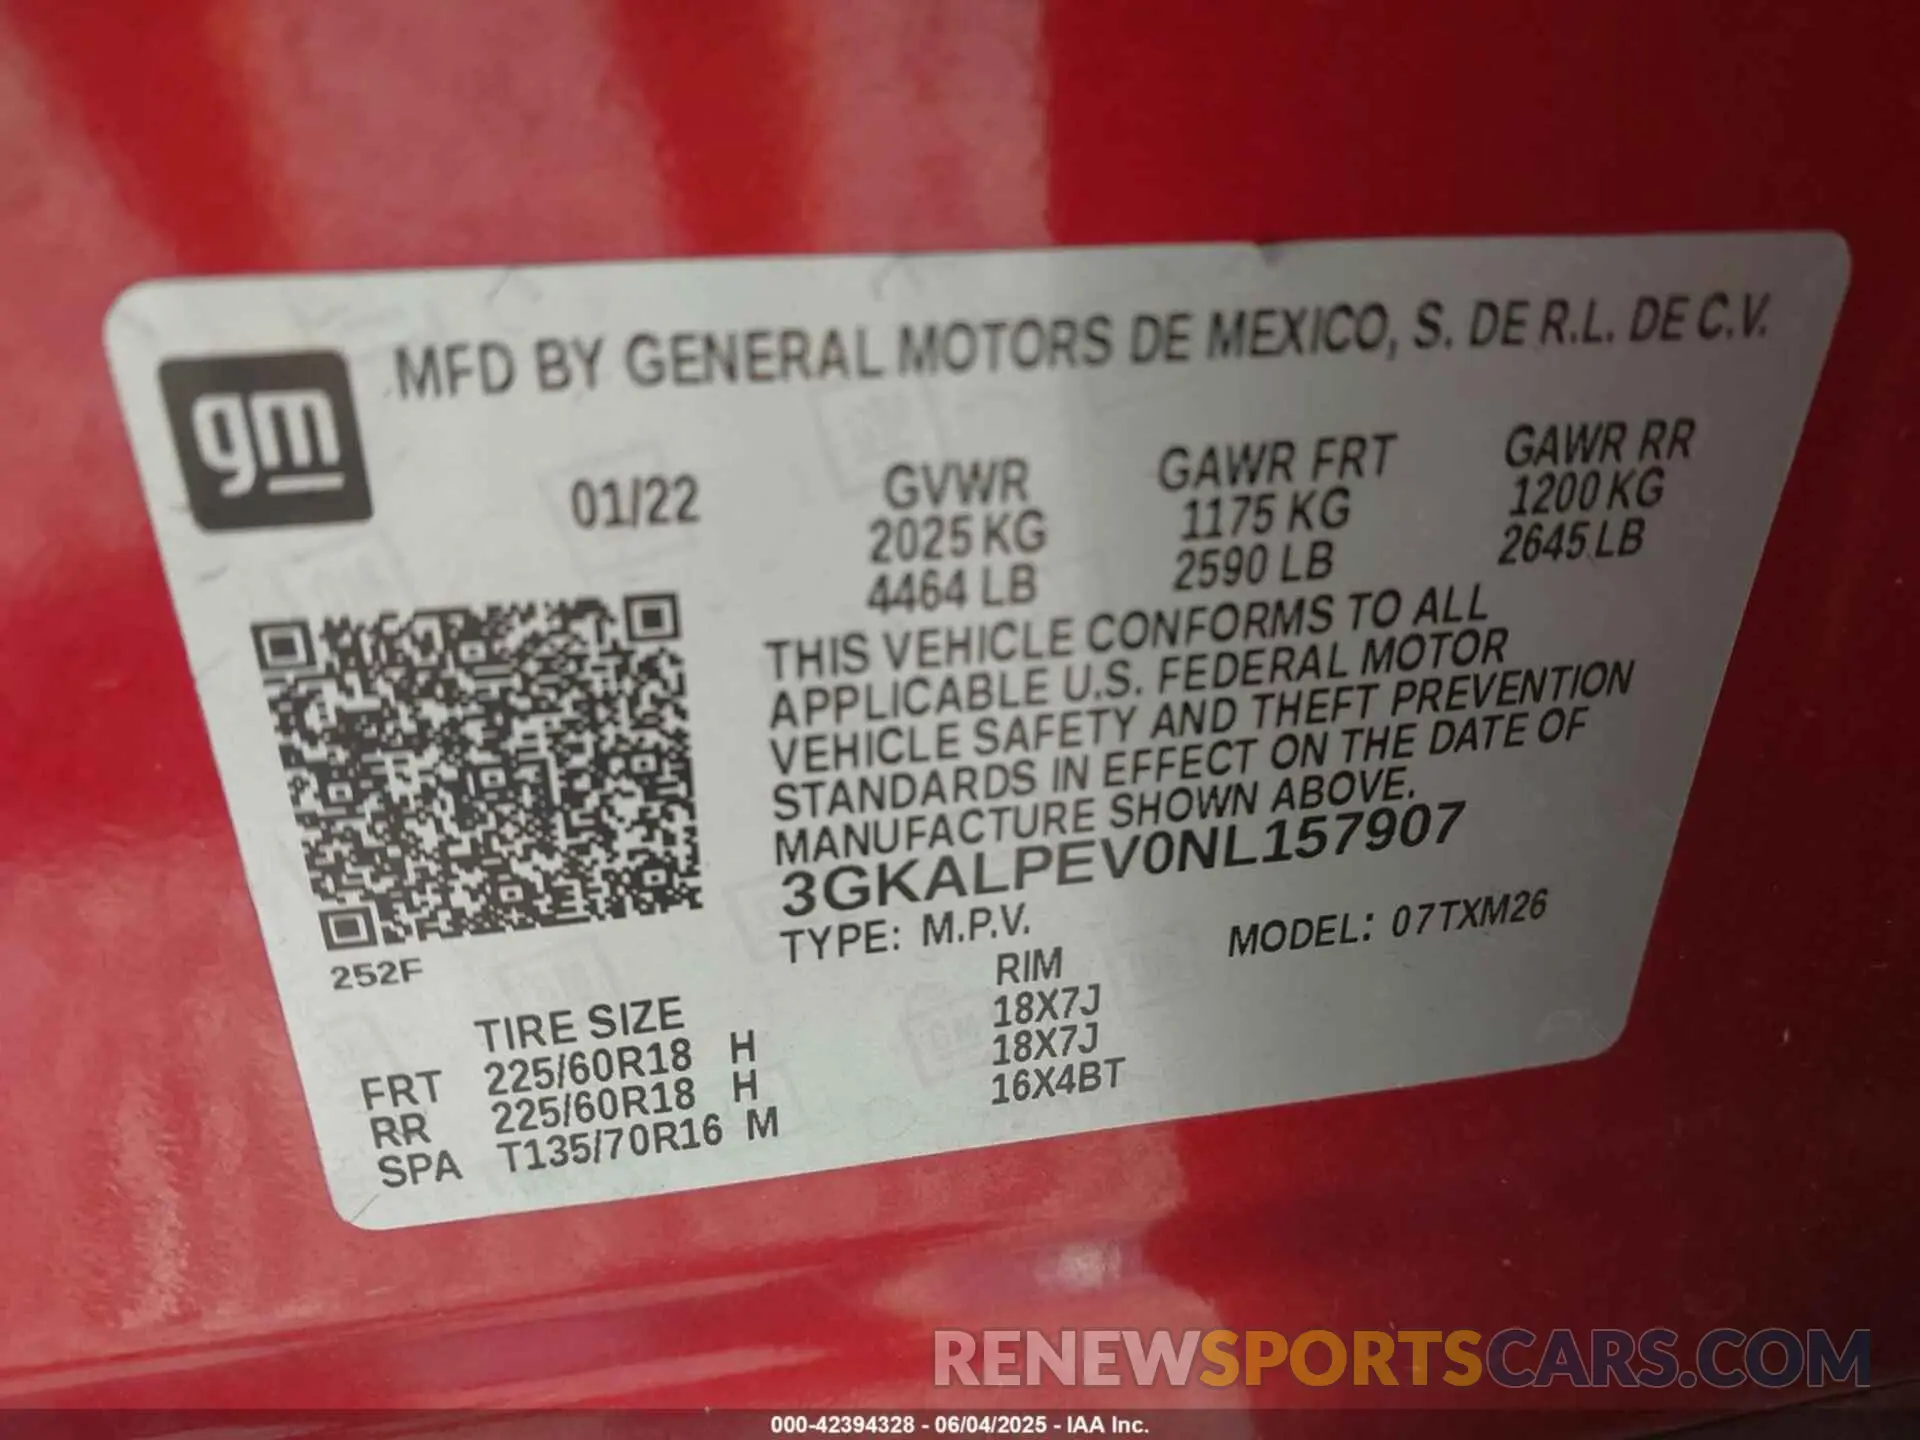 gm
MFD BY GENERAL MOTORS DE MEXICO, S. DE R.L. DE C.V.
01/22
GVWR
2025 KG
4464 LB
GAWR FRT
1175 KG
2590 LB
GAWR RR
1200 KG
2645 LB
THIS VEHICLE CONFORMS TO ALL
APPLICABLE U.S. FEDERAL MOTOR
VEHICLE SAFETY AND THEFT PREVENTION
STANDARDS IN EFFECT ON THE DATE OF
MANUFACTURE SHOWN ABOVE.
3GKALPEV0NL157907
TYPE: M.P.V.
MODEL: 07TXM26
252F
TIRE SIZE RIM
FRT 225/60R18 H 18X7J
RR 225/60R18 H 18X7J
SPA T135/70R16 M 16X4BT
RENEWSPORTSCARS.COM
000-42394328 - 06/04/2025 - IAA Inc.